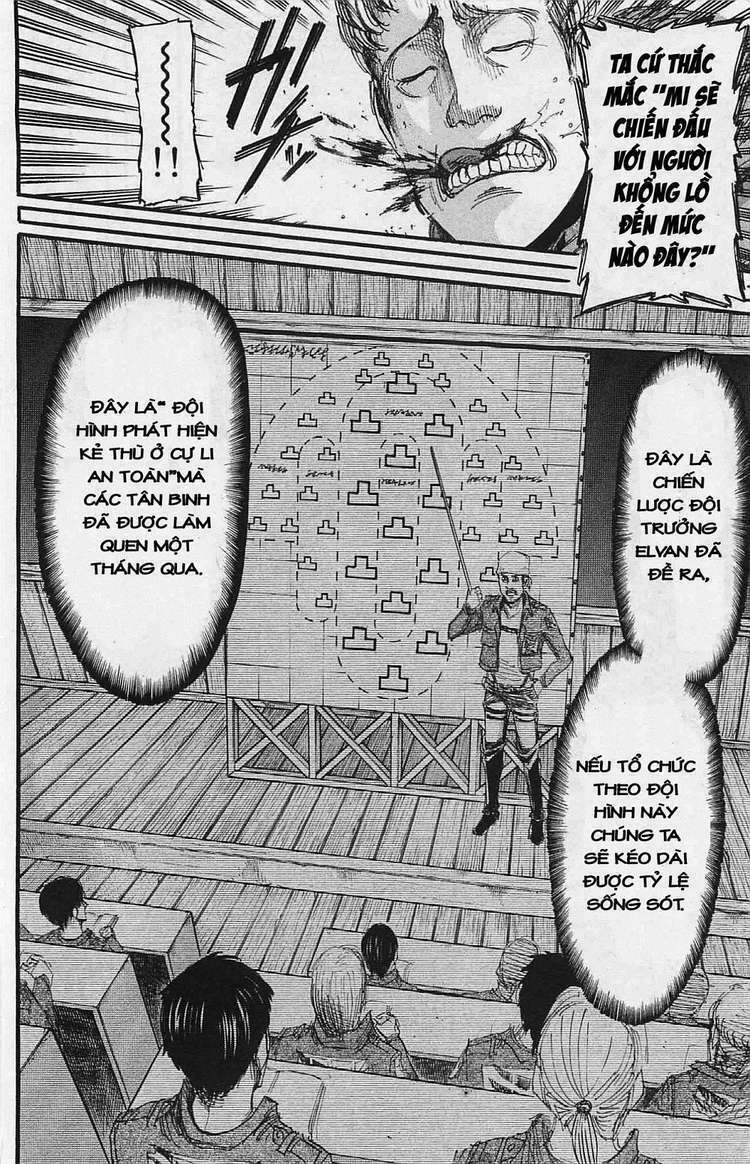 TA CỨ THẮC
MẮC "MI SẼ
CHIẾN ĐẤU
VỚI NGƯỜI
KHỔNG LỒ
ĐẾN MỨC
NÀO ĐÂY?"
!!
ĐÂY LÀ
CHIẾN
LƯỢC ĐỘI
TRƯỞNG
ELVAN ĐÃ
ĐỀ RA,
ĐÂY LÀ" ĐỘI
HÌNH PHÁT HIỆN
KẺ THÙ Ở CỰ LI
AN TOÀN"MÀ
CÁC TÂN BINH
ĐÃ ĐƯỢC LÀM
QUEN MỘT
THÁNG QUA.
NẾU TỔ CHỨC
THEO ĐỘI
HÌNH NÀY
CHÚNG TA
SẼ KÉO DÀI
ĐƯỢC TỶ LỆ
SỐNG SÓT.